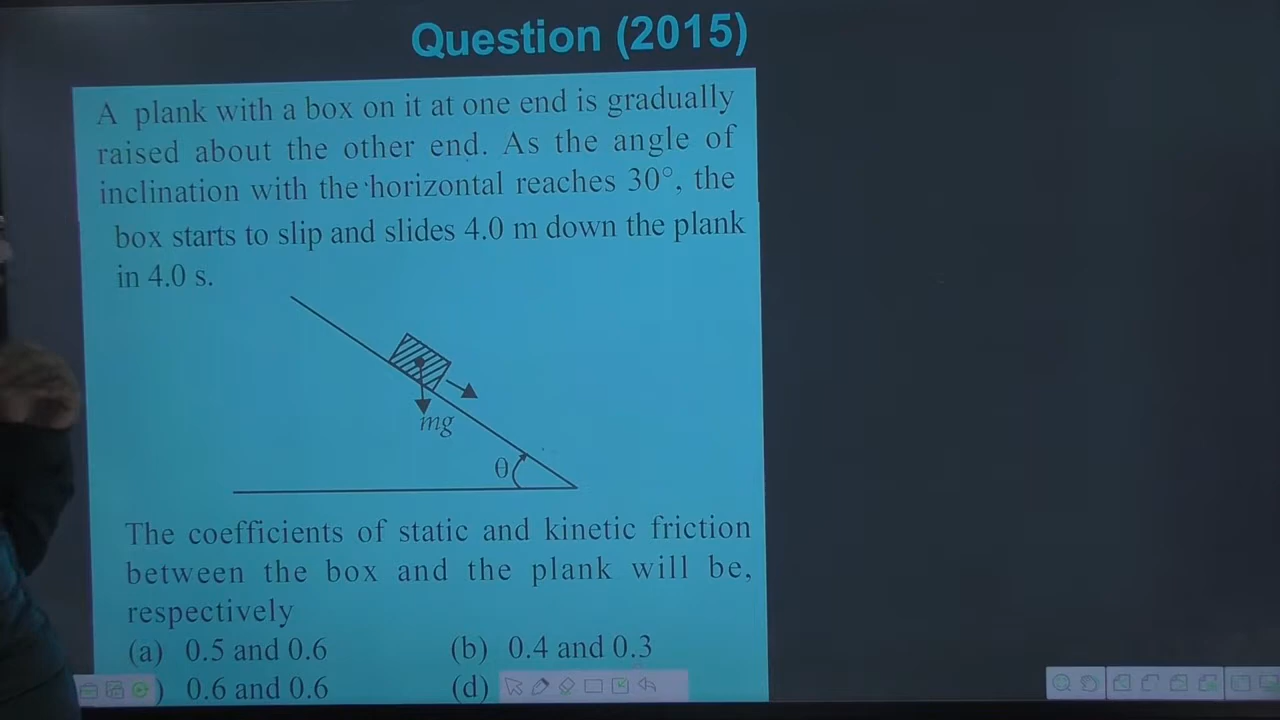 Question (2015)
A plank with a box on it at one end is gradually
raised about the other end. As the angle of
inclination with the horizontal reaches 30°, the
box starts to slip and slides 4.0 m down the plank
in 4.0 s.
mg
θ
The coefficients of static and kinetic friction
between the box and the plank will be,
respectively
(a) 0.5 and 0.6
(b) 0.4 and 0.3
) 0.6 and 0.6
(d)